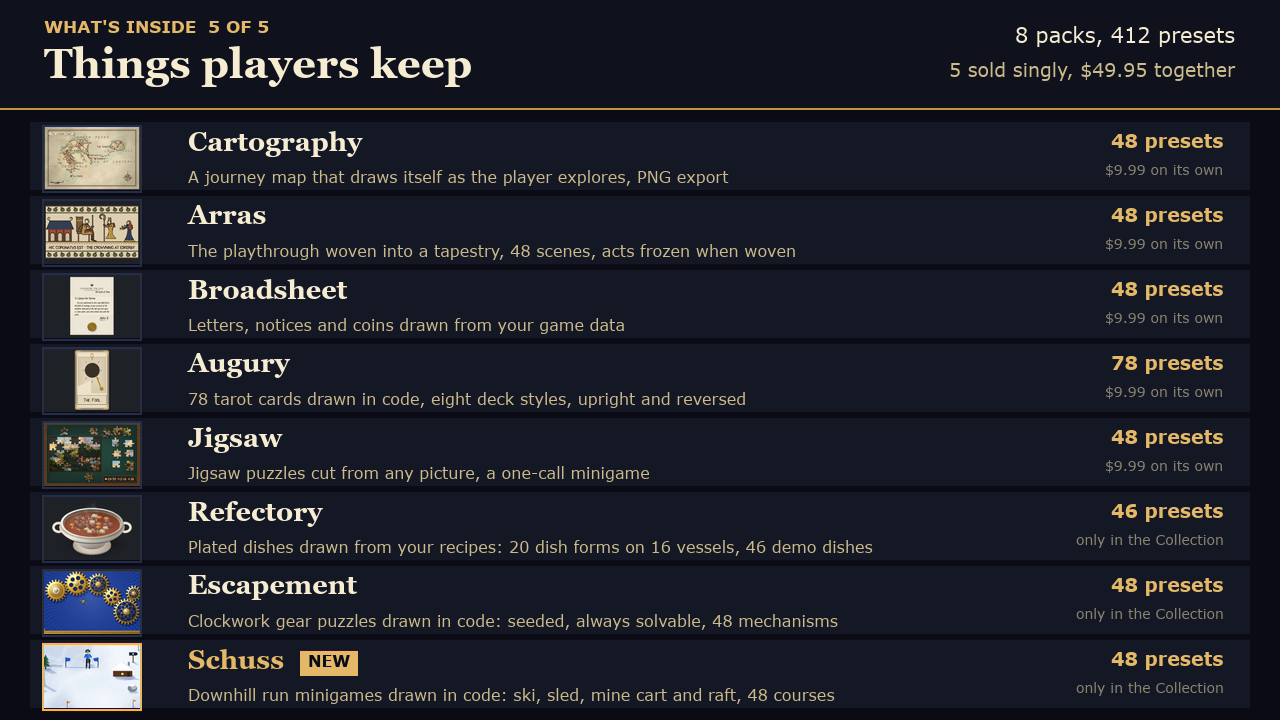 WHAT'S INSIDE 5 OF 5
Things players keep
8 packs, 412 presets
5 sold singly, $49.95 together
Cartography
A journey map that draws itself as the player explores, PNG export
48 presets
$9.99 on its own
Arras
The playthrough woven into a tapestry, 48 scenes, acts frozen when woven
48 presets
$9.99 on its own
Broadsheet
Letters, notices and coins drawn from your game data
48 presets
$9.99 on its own
THE FOOL
Augury
78 tarot cards drawn in code, eight deck styles, upright and reversed
78 presets
$9.99 on its own
Jigsaw
Jigsaw puzzles cut from any picture, a one-call minigame
48 presets
$9.99 on its own
Refectory
Plated dishes drawn from your recipes: 20 dish forms on 16 vessels, 46 demo dishes
46 presets
only in the Collection
Escapement
Clockwork gear puzzles drawn in code: seeded, always solvable, 48 mechanisms
48 presets
only in the Collection
Schuss NEW
Downhill run minigames drawn in code: ski, sled, mine cart and raft, 48 courses
48 presets
only in the Collection